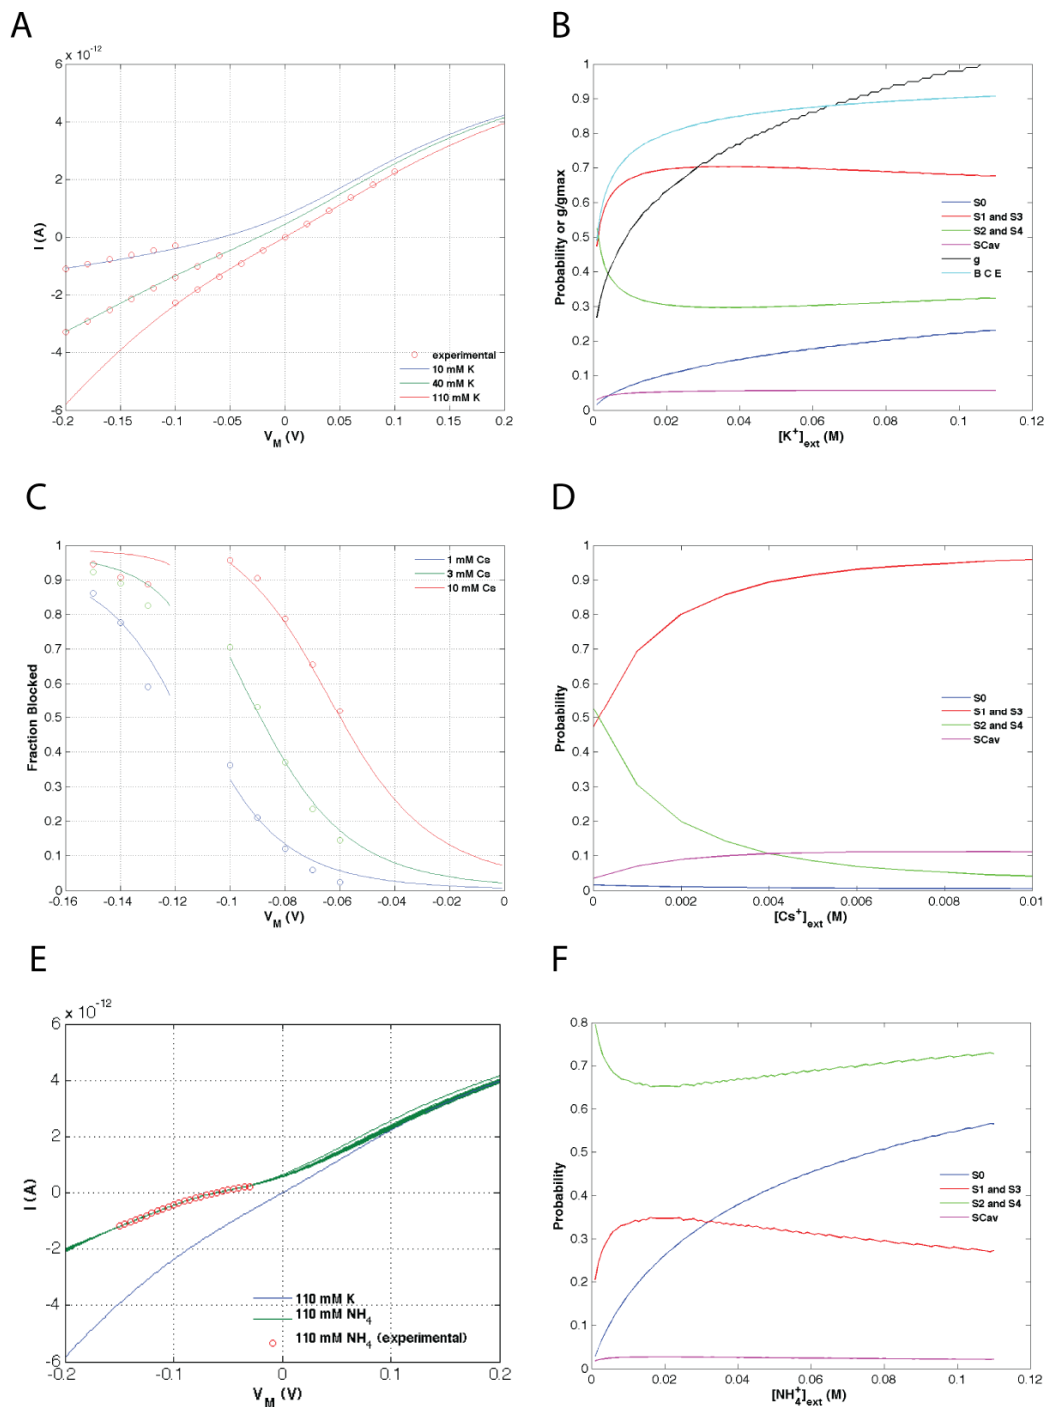 A
x 10⁻¹²
6
4
2
0
-2
-4
-6
-0.2 -0.15 -0.1 -0.05 0 0.05 0.1 0.15 0.2
I (A)
V_M (V)
experimental
10 mM K
40 mM K
110 mM K
B
1
0.9
0.8
0.7
0.6
0.5
0.4
0.3
0.2
0.1
0
0 0.02 0.04 0.06 0.08 0.1 0.12
Probability or g/gmax
[K⁺]ext (M)
S0
S1 and S3
S2 and S4
SCav
g
B C E
C
1
0.9
0.8
0.7
0.6
0.5
0.4
0.3
0.2
0.1
0
-0.16 -0.14 -0.12 -0.1 -0.08 -0.06 -0.04 -0.02 0
Fraction Blocked
V_M (V)
1 mM Cs
3 mM Cs
10 mM Cs
D
1
0.9
0.8
0.7
0.6
0.5
0.4
0.3
0.2
0.1
0
0 0.002 0.004 0.006 0.008 0.01
Probability
[Cs⁺]ext (M)
S0
S1 and S3
S2 and S4
SCav
E
x 10⁻¹²
6
4
2
0
-2
-4
-6
-0.2 -0.1 0 0.1 0.2
I (A)
V_M (V)
110 mM K
110 mM NH₄
110 mM NH₄ (experimental)
F
0.8
0.7
0.6
0.5
0.4
0.3
0.2
0.1
0
0 0.02 0.04 0.06 0.08 0.1 0.12
Probability
[NH₄⁺]ext (M)
S0
S1 and S3
S2 and S4
SCav